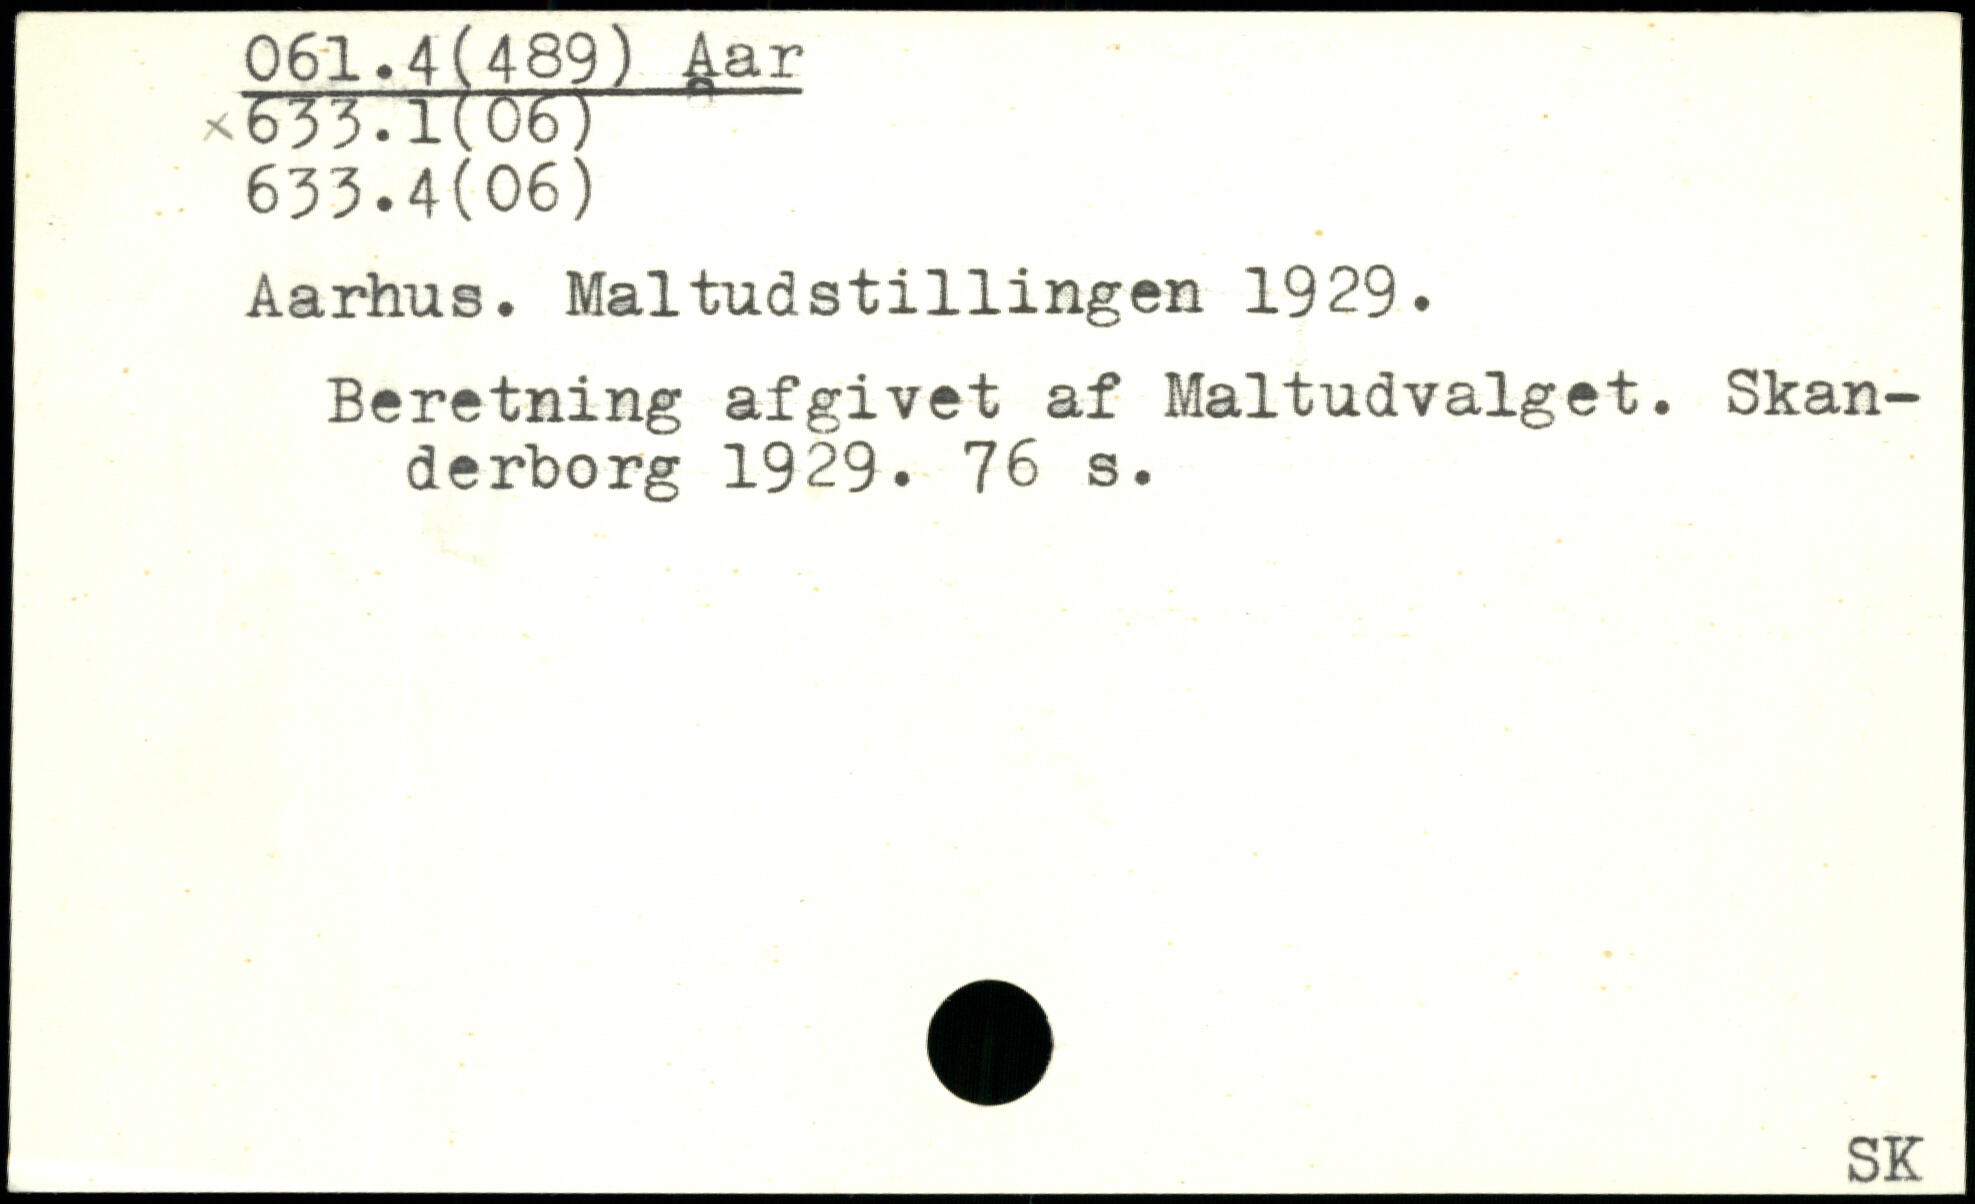 061.4(489) Aar
×633.1(06)
633.4(06)
Aarhus. Maltudstillingen 1929.
Beretning afgivet af Maltudvalget. Skan-
derborg 1929. 76 s.
SK